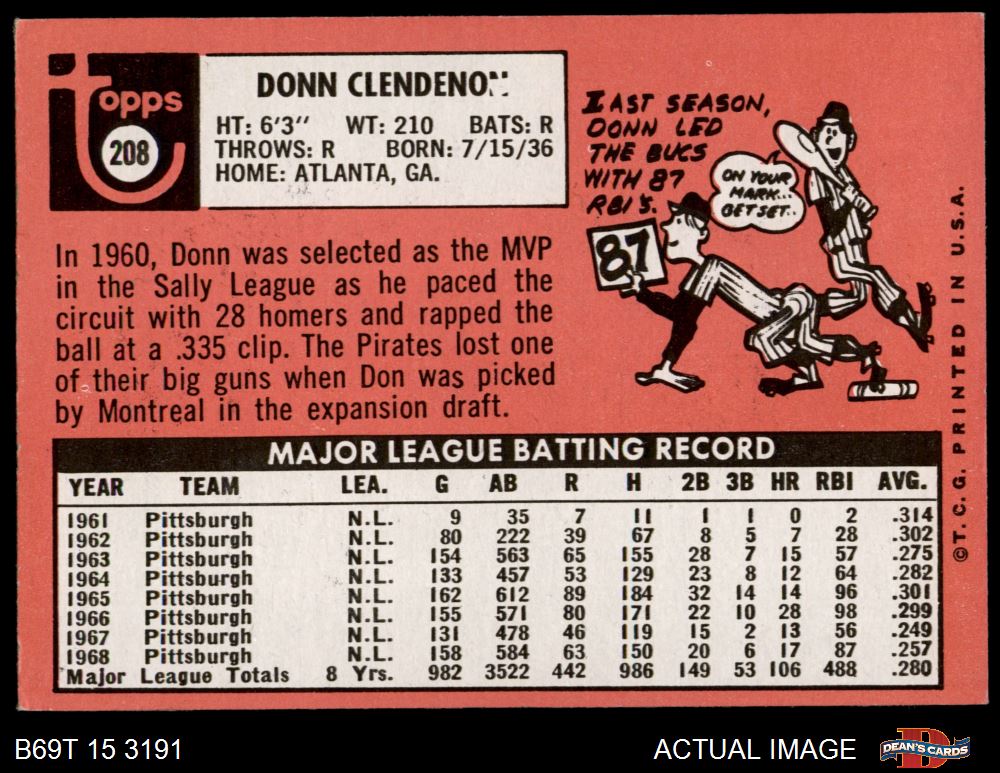 Topps
208
DONN CLENDENON
HT: 6'3" WT: 210 BATS: R
THROWS: R BORN: 7/15/36
HOME: ATLANTA, GA.
LAST SEASON,
DONN LED
THE BUCS
WITH 87
RBI'S.
ON YOUR
MARK...
GET SET..
87
In 1960, Donn was selected as the MVP
in the Sally League as he paced the
circuit with 28 homers and rapped the
ball at a .335 clip. The Pirates lost one
of their big guns when Don was picked
by Montreal in the expansion draft.
MAJOR LEAGUE BATTING RECORD
YEAR TEAM LEA. G AB R H 2B 3B HR RBI AVG.
1961 Pittsburgh N.L. 9 35 7 11 1 1 0 2 .314
1962 Pittsburgh N.L. 80 222 39 67 8 5 7 28 .302
1963 Pittsburgh N.L. 154 563 65 155 28 7 15 57 .275
1964 Pittsburgh N.L. 133 457 53 129 23 8 12 64 .282
1965 Pittsburgh N.L. 162 612 89 184 32 14 14 96 .301
1966 Pittsburgh N.L. 155 571 80 171 22 10 28 98 .299
1967 Pittsburgh N.L. 131 478 46 119 15 2 13 56 .249
1968 Pittsburgh N.L. 158 584 63 150 20 6 17 87 .257
Major League Totals 8 Yrs. 982 3522 442 986 149 53 106 488 .280
©T. C. G. PRINTED IN U.S.A.
B69T 15 3191
ACTUAL IMAGE
DEAN'S CARDS